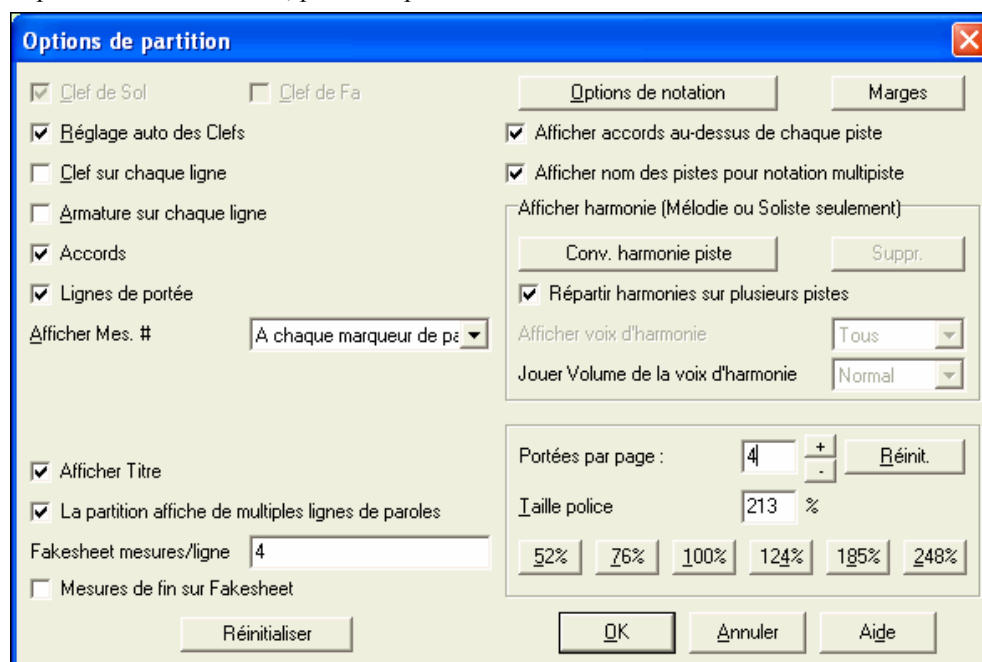 Options de partition
Clef de Sol
Clef de Fa
Réglage auto des Clefs
Clef sur chaque ligne
Armature sur chaque ligne
Accords
Lignes de portée
Afficher Mes. #
A chaque marqueur de pa
Afficher Titre
La partition affiche de multiples lignes de paroles
Fakesheet mesures/ligne
4
Mesures de fin sur Fakesheet
Réinitialiser
Options de notation
Marges
Afficher accords au-dessus de chaque piste
Afficher nom des pistes pour notation multipiste
Afficher harmonie (Mélodie ou Soliste seulement)
Conv. harmonie piste
Suppr.
Répartir harmonies sur plusieurs pistes
Afficher voix d'harmonie
Tous
Jouer Volume de la voix d'harmonie
Normal
Portées par page :
4
+
-
Réinit.
Taille police
213 %
52% 76% 100% 124% 185% 248%
OK
Annuler
Aide